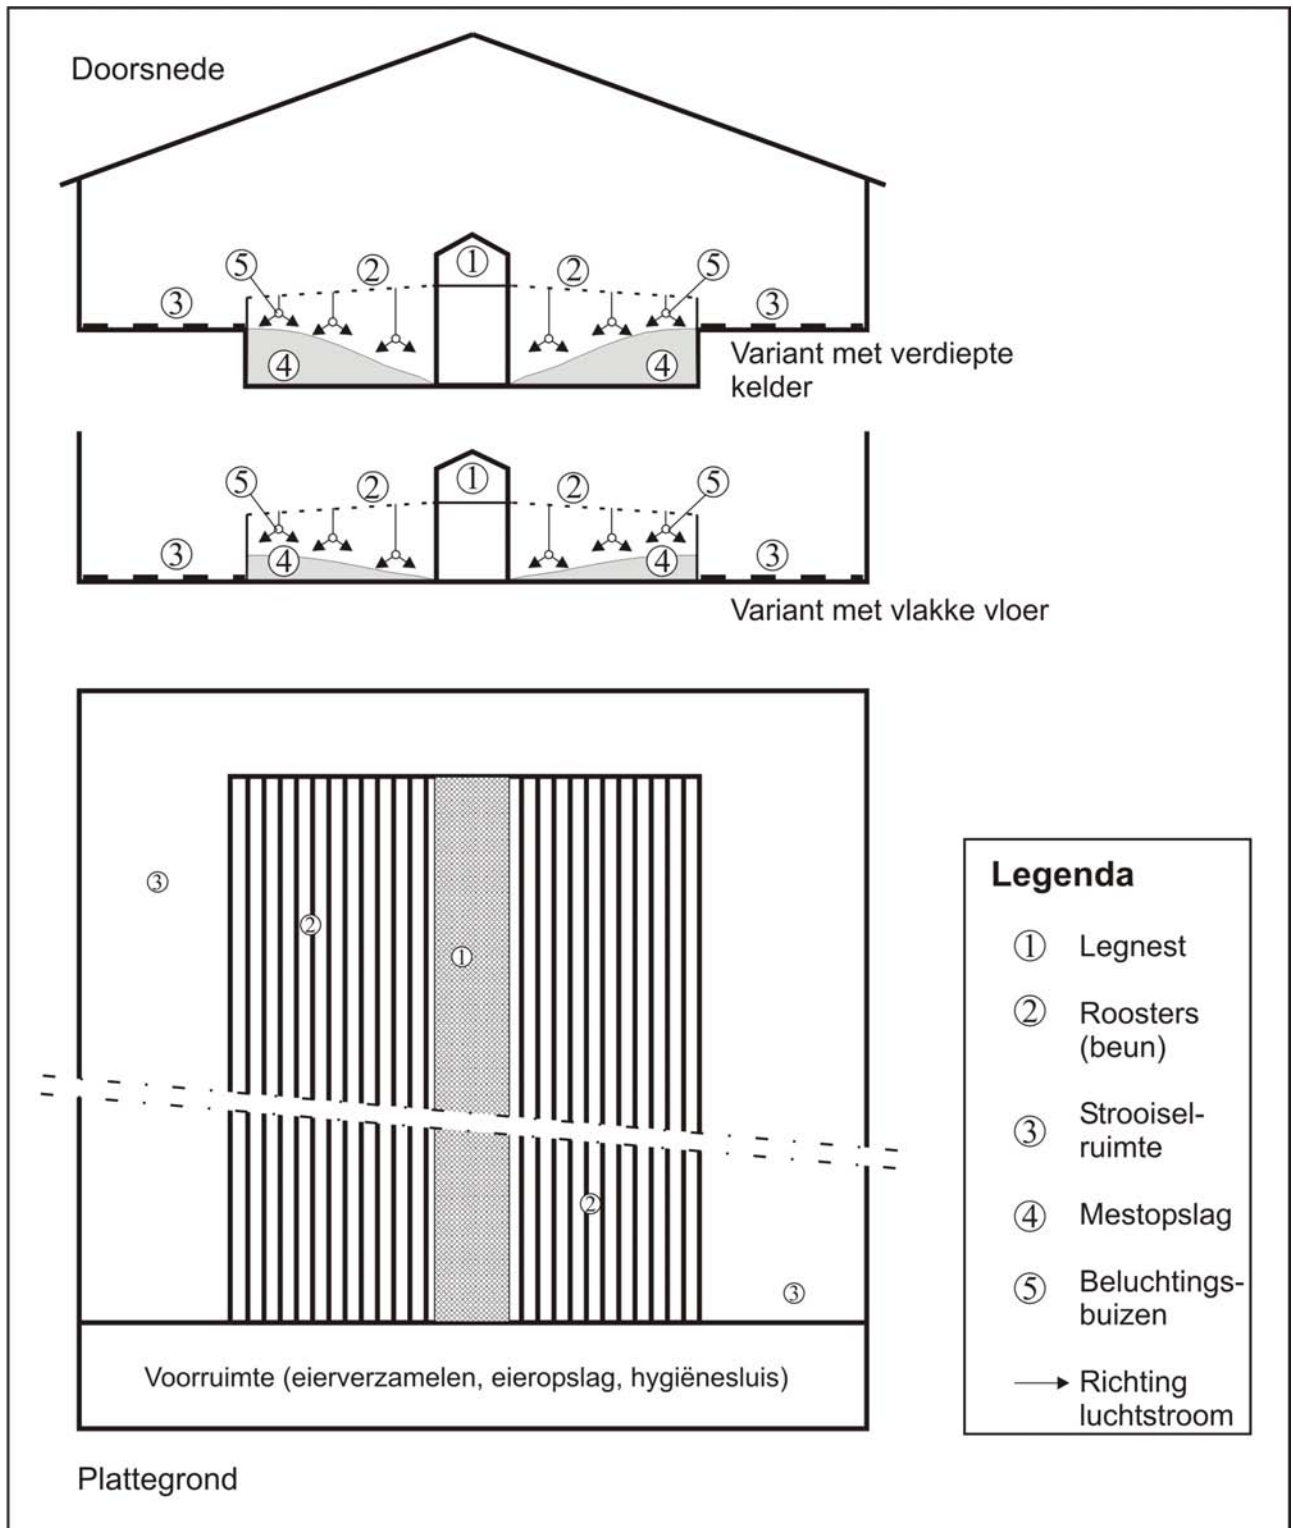 Doorsnede
1
5
2
2
5
3
3
4
4
Variant met verdiepte
kelder
1
5
2
2
5
3
4
4
3
Variant met vlakke vloer
3
2
1
2
3
Voorruimte (eierverzamelen, eieropslag, hygiënesluis)
Plattegrond
Legenda
1 Legnest
2 Roosters
(beun)
3 Strooisel-
ruimte
4 Mestopslag
5 Beluchtings-
buizen
Richting
luchtstroom